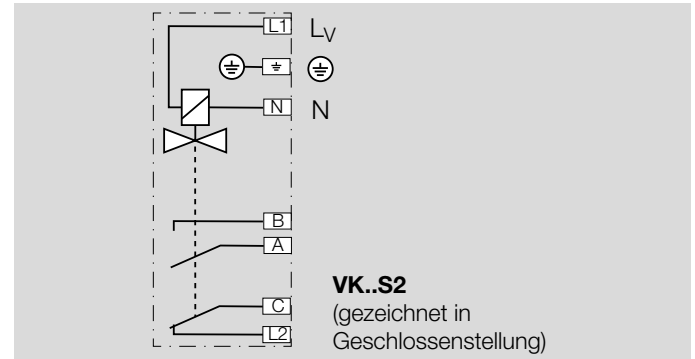 L1 LV
N N
B
A
C
L2
VK..S2
(gezeichnet in
Geschlossenstellung)